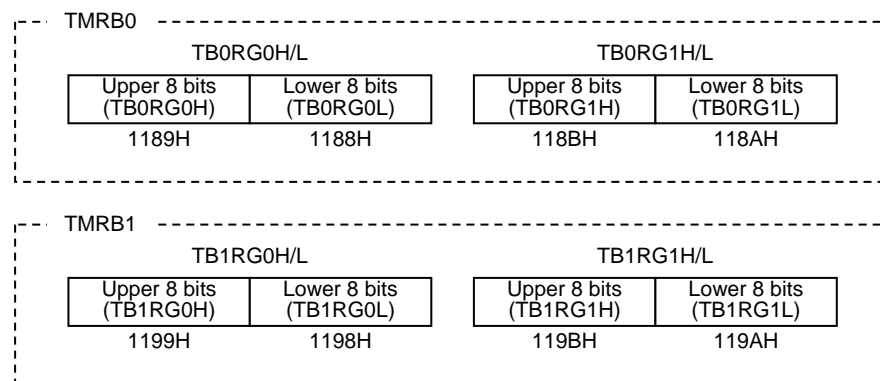 TMRB0
TB0RG0H/L TB0RG1H/L
Upper 8 bits Lower 8 bits Upper 8 bits Lower 8 bits
(TB0RG0H) (TB0RG0L) (TB0RG1H) (TB0RG1L)
1189H 1188H 118BH 118AH
TMRB1
TB1RG0H/L TB1RG1H/L
Upper 8 bits Lower 8 bits Upper 8 bits Lower 8 bits
(TB1RG0H) (TB1RG0L) (TB1RG1H) (TB1RG1L)
1199H 1198H 119BH 119AH